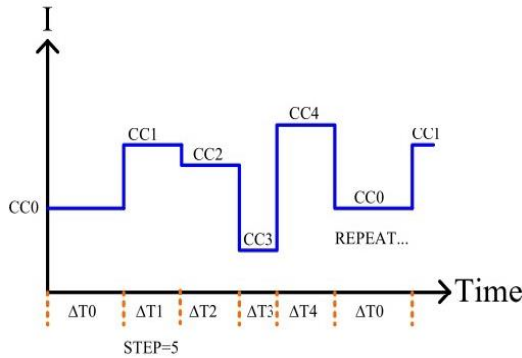 I
CC4
CC1
CC1
CC2
CC0
CC0
CC3
REPEAT...
Time
ΔT0 ΔT1 ΔT2 ΔT3 ΔT4 ΔT0
STEP=5